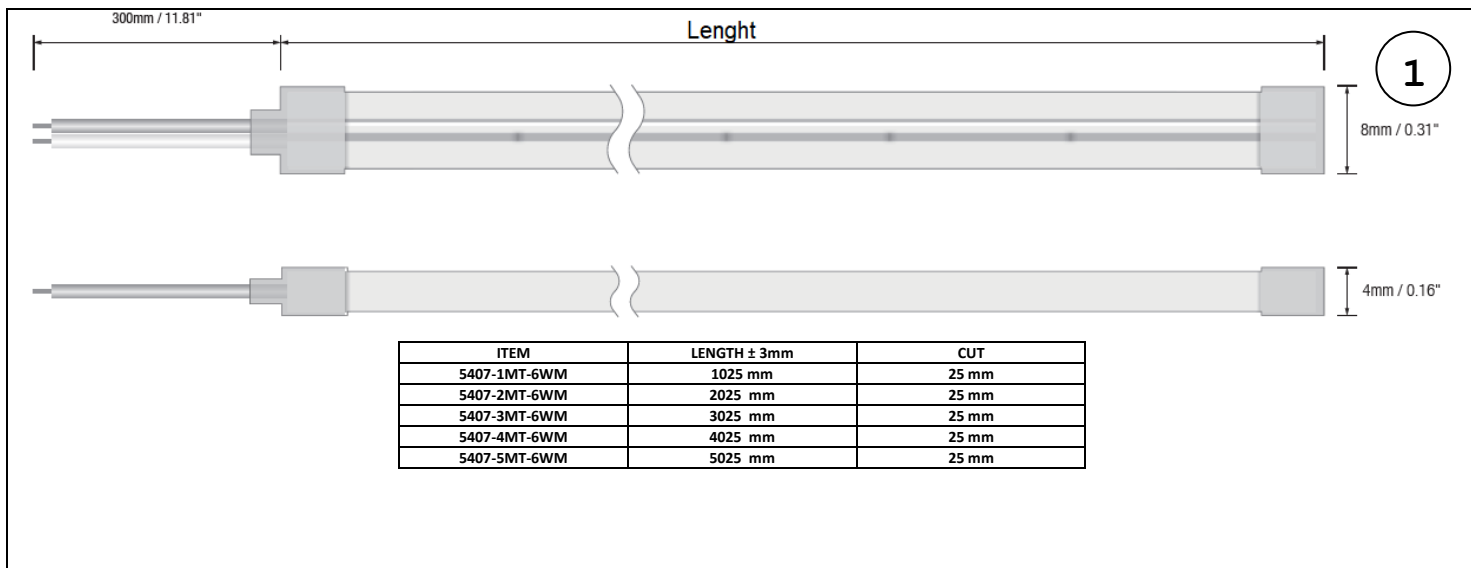 300mm / 11.81"
Lenght
1
8mm / 0.31"
4mm / 0.16"
ITEM LENGTH ± 3mm CUT
5407-1MT-6WM 1025 mm 25 mm
5407-2MT-6WM 2025 mm 25 mm
5407-3MT-6WM 3025 mm 25 mm
5407-4MT-6WM 4025 mm 25 mm
5407-5MT-6WM 5025 mm 25 mm